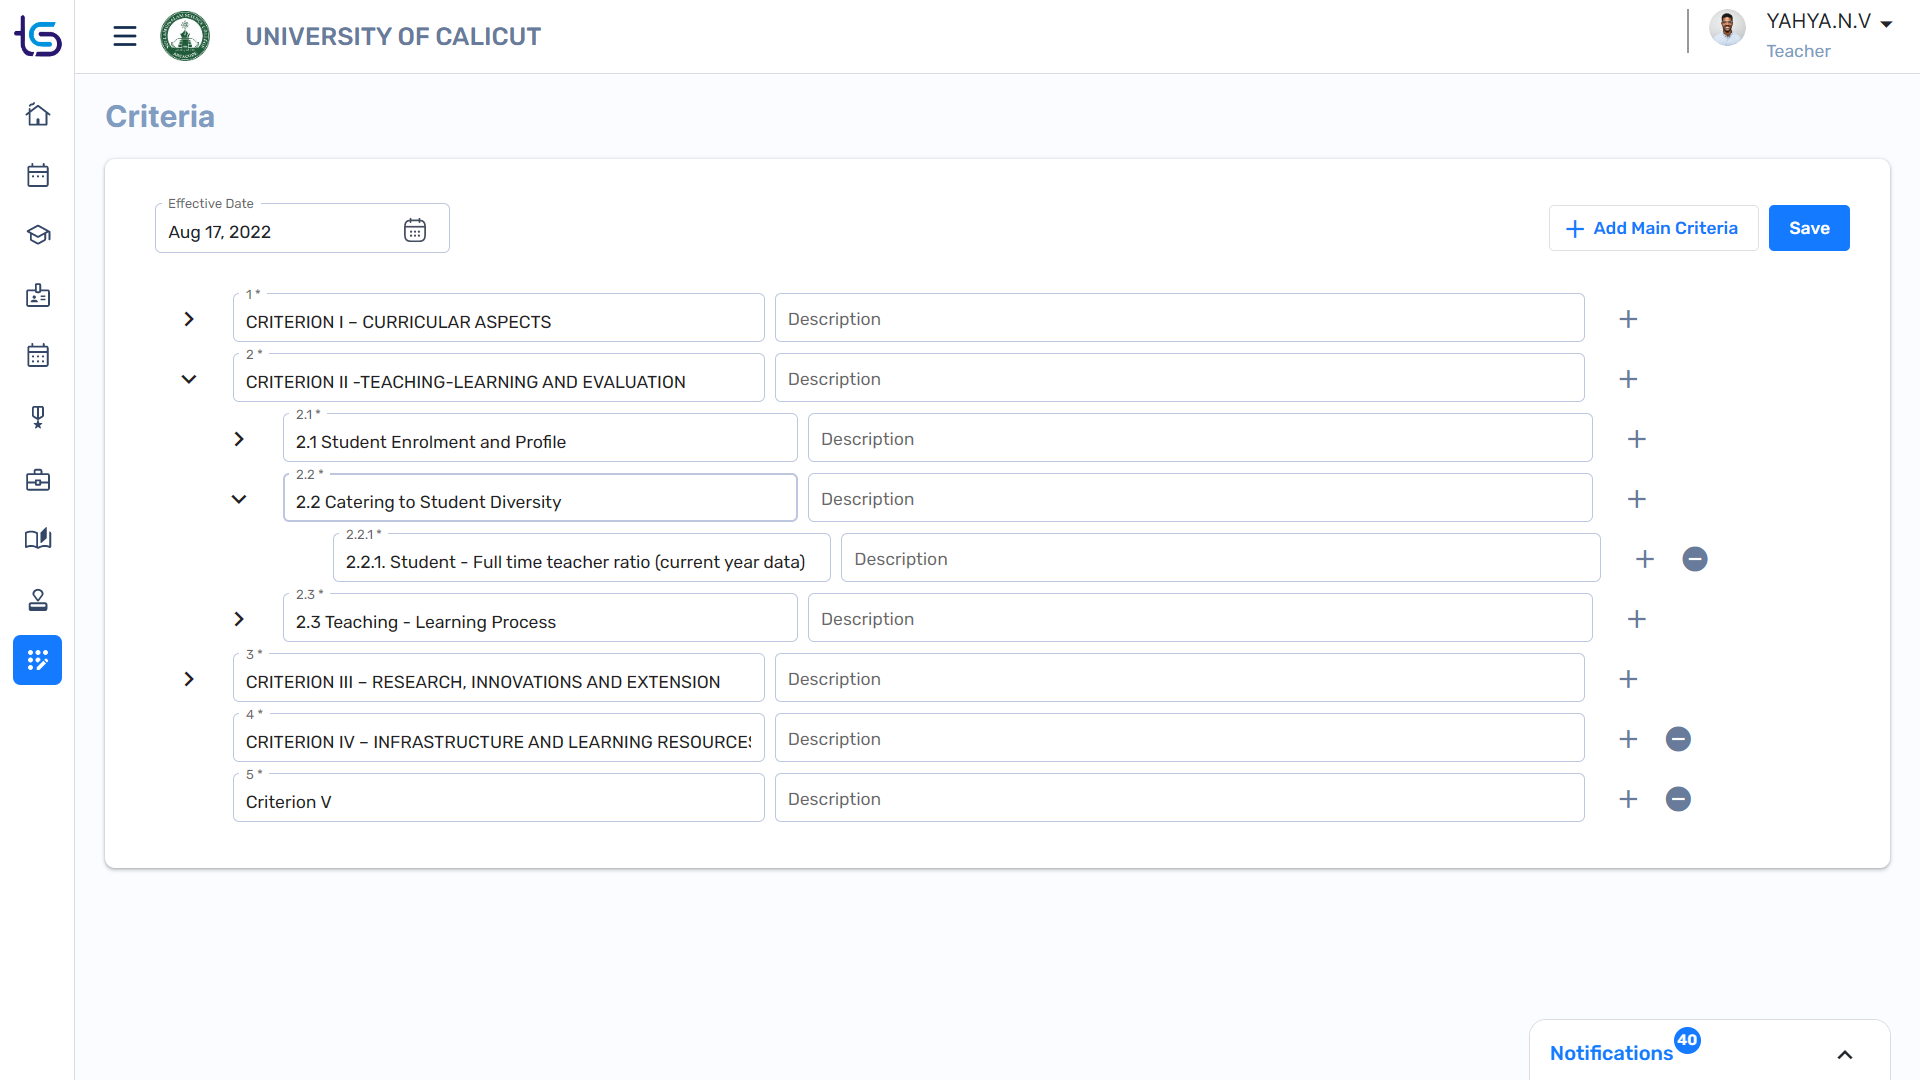 ts
UNIVERSITY OF CALICUT
YAHYA.N.V
Teacher
Criteria
Effective Date
Aug 17, 2022
Add Main Criteria
Save
1 *
CRITERION I – CURRICULAR ASPECTS
Description
2 *
CRITERION II -TEACHING-LEARNING AND EVALUATION
Description
2.1 *
2.1 Student Enrolment and Profile
Description
2.2 *
2.2 Catering to Student Diversity
Description
2.2.1 *
2.2.1. Student - Full time teacher ratio (current year data)
Description
2.3 *
2.3 Teaching - Learning Process
Description
3 *
CRITERION III – RESEARCH, INNOVATIONS AND EXTENSION
Description
4 *
CRITERION IV – INFRASTRUCTURE AND LEARNING RESOURCES
Description
5 *
Criterion V
Description
Notifications 40